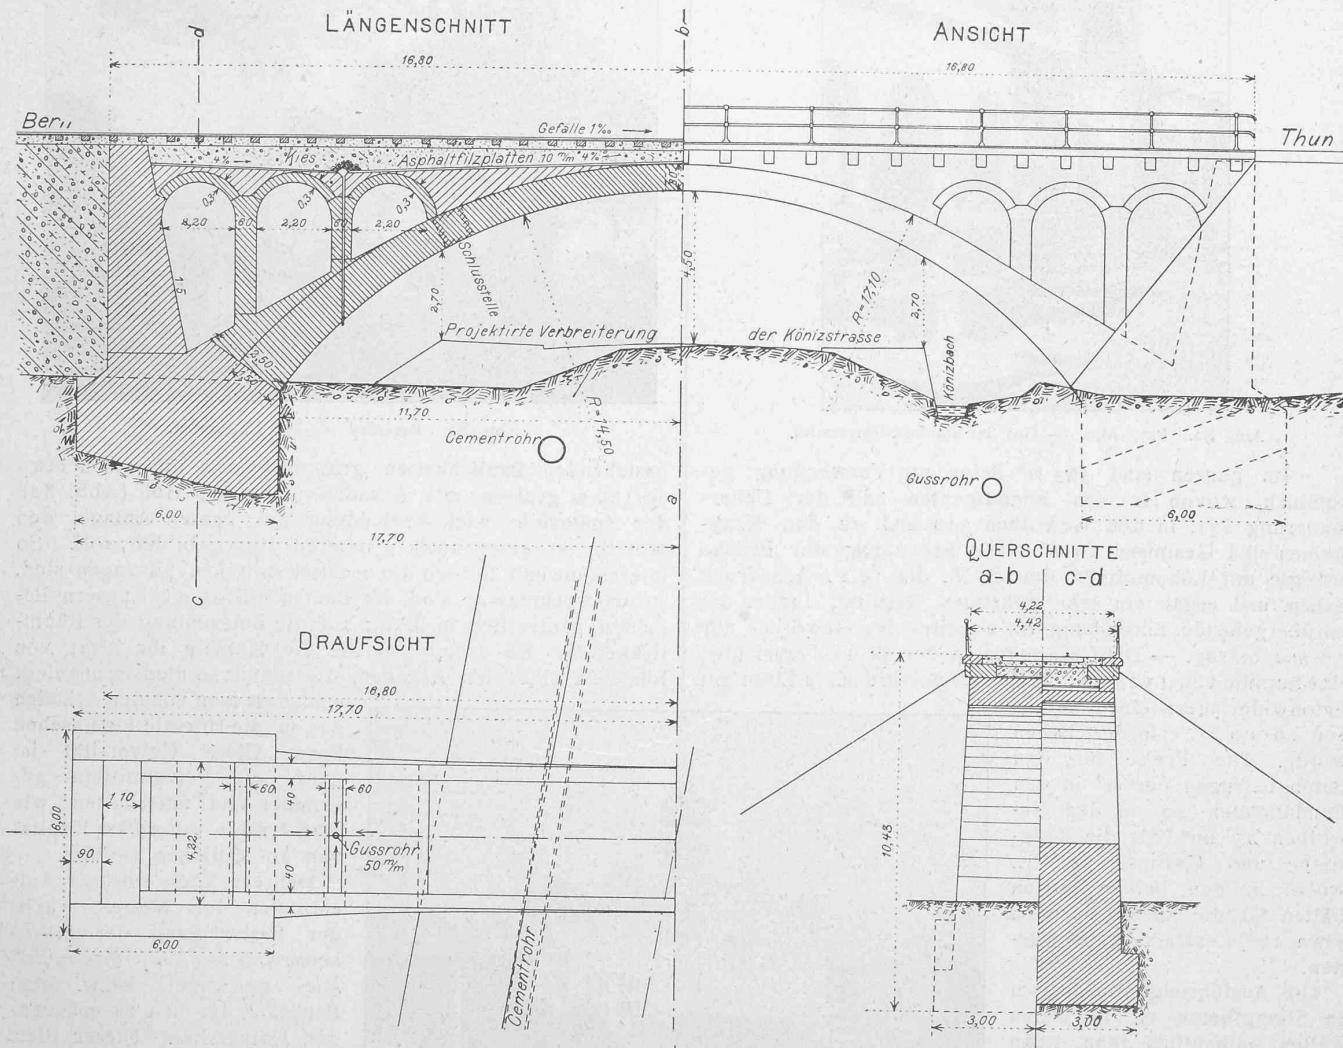 LÄNGENSCHNITT
ANSICHT
d
b
16,80
16,80
Bern
Gefälle 1‰
Thun
4%
Kies
Asphaltfilzplatten 10 m/m 4%
0,3
0,3
0,3
2,20
60
2,20
60
2,20
Schlusstelle
1:5
2,70
4,50
R=17,10
2,70
Projektirte Verbreiterung
der Könizstrasse
Könizbach
2,50
11,70
R=14,50
Cementrohr
Gussrohr
6,00
17,70
6,00
a
c
QUERSCHNITTE
a-b c-d
4,22
4,42
10,48
3,00
3,00
DRAUFSICHT
16,80
17,70
6,00
1.10
90
4,32
40
60
60
40
Gussrohr
50 m/m
6,00
Cementrohr
a